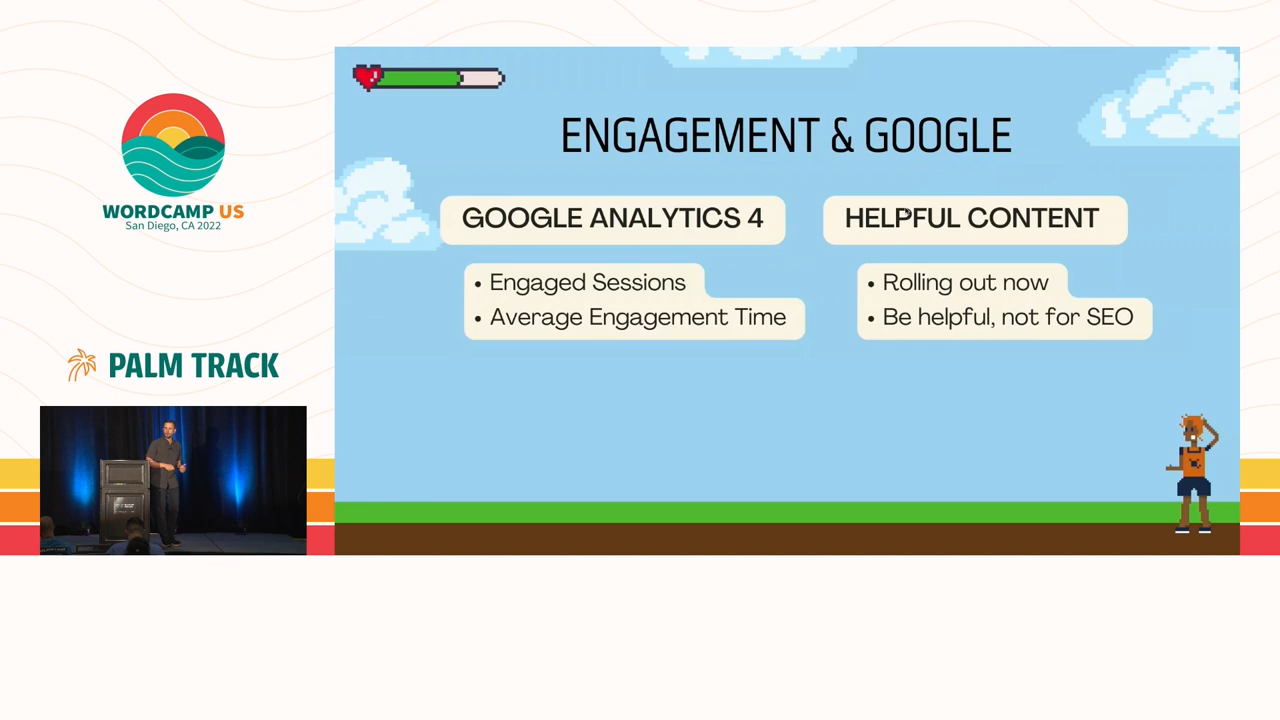 WORDCAMP US
San Diego, CA 2022
PALM TRACK
ENGAGEMENT & GOOGLE
GOOGLE ANALYTICS 4
• Engaged Sessions
• Average Engagement Time
HELPFUL CONTENT
• Rolling out now
• Be helpful, not for SEO